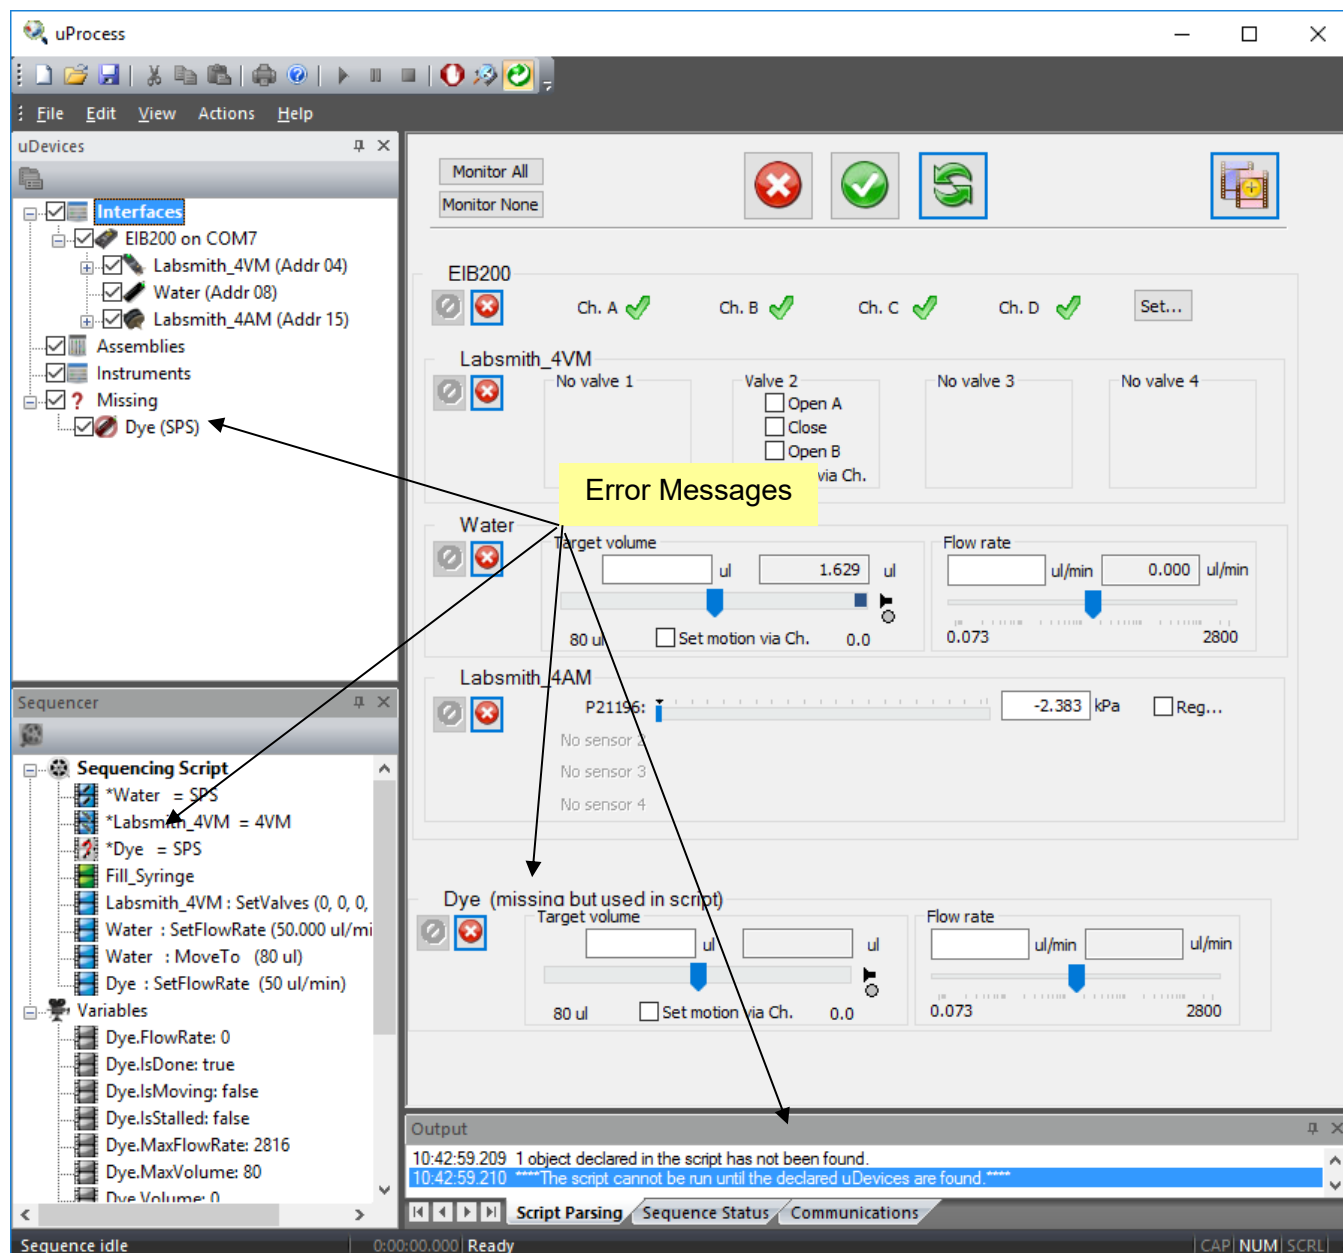 uProcess
File Edit View Actions Help
uDevices
Interfaces
EIB200 on COM7
Labsmith_4VM (Addr 04)
Water (Addr 08)
Labsmith_4AM (Addr 15)
Assemblies
Instruments
? Missing
Dye (SPS)
Sequencer
Sequencing Script
*Water = SPS
*Labsmith_4VM = 4VM
*Dye = SPS
Fill_Syringe
Labsmith_4VM : SetValves (0, 0, 0,
Water : SetFlowRate (50.000 ul/mi
Water : MoveTo (80 ul)
Dye : SetFlowRate (50 ul/min)
Variables
Dye.FlowRate: 0
Dye.IsDone: true
Dye.IsMoving: false
Dye.IsStalled: false
Dye.MaxFlowRate: 2816
Dye.MaxVolume: 80
Dye.Volume: 0
Monitor All
Monitor None
EIB200
Ch. A Ch. B Ch. C Ch. D Set...
Labsmith_4VM
No valve 1 Valve 2 No valve 3 No valve 4
Open A
Close
Open B
via Ch.
Error Messages
Water
Target volume Flow rate
ul 1.629 ul ul/min 0.000 ul/min
80 ul Set motion via Ch. 0.0 0.073 2800
Labsmith_4AM
P21196: -2.383 kPa Reg...
No sensor 2
No sensor 3
No sensor 4
Dye (missing but used in script)
Target volume Flow rate
ul ul ul/min ul/min
80 ul Set motion via Ch. 0.0 0.073 2800
Output
10:42:59.209 1 object declared in the script has not been found.
10:42:59.210 ****The script cannot be run until the declared uDevices are found.****
Script Parsing Sequence Status Communications
Sequence idle 0:00:00.000 Ready CAP NUM SCRL